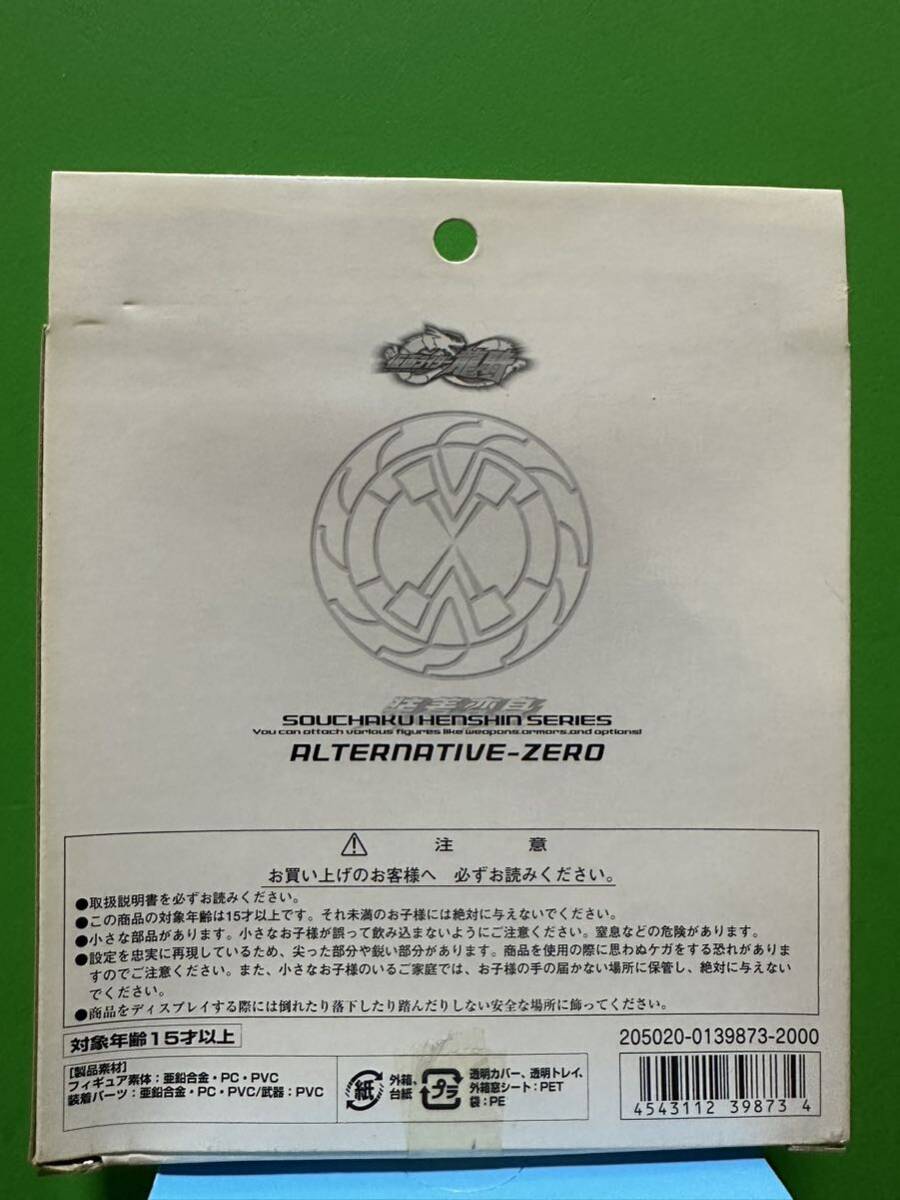 仮面ライダー龍騎
装着変身
SOUCHAKU HENSHIN SERIES
You can attach various figures like weapons,armors,and options!
ALTERNATIVE-ZERO
注 意
お買い上げのお客様へ 必ずお読みください。
●取扱説明書を必ずお読みください。
●この商品の対象年齢は15才以上です。それ未満のお子様には絶対に与えないでください。
●小さな部品があります。小さなお子様が誤って飲み込まないようにご注意ください。窒息などの危険があります。
●設定を忠実に再現しているため、尖った部分や鋭い部分があります。商品を使用の際に思わぬケガをする恐れがありま
すのでご注意ください。また、小さなお子様のいるご家庭では、お子様の手の届かない場所に保管し、絶対に与えない
でください。
●商品をディスプレイする際には倒れたり落下したり踏んだりしない安全な場所に飾ってください。
対象年齢15才以上
205020-0139873-2000
[製品素材]
フィギュア素体：亜鉛合金・PC・PVC
装着パーツ：亜鉛合金・PC・PVC/武器：PVC
紙
外箱、
台紙
プラ
透明カバー、透明トレイ、
外箱窓シート：PET
袋：PE
4543112 39873 4